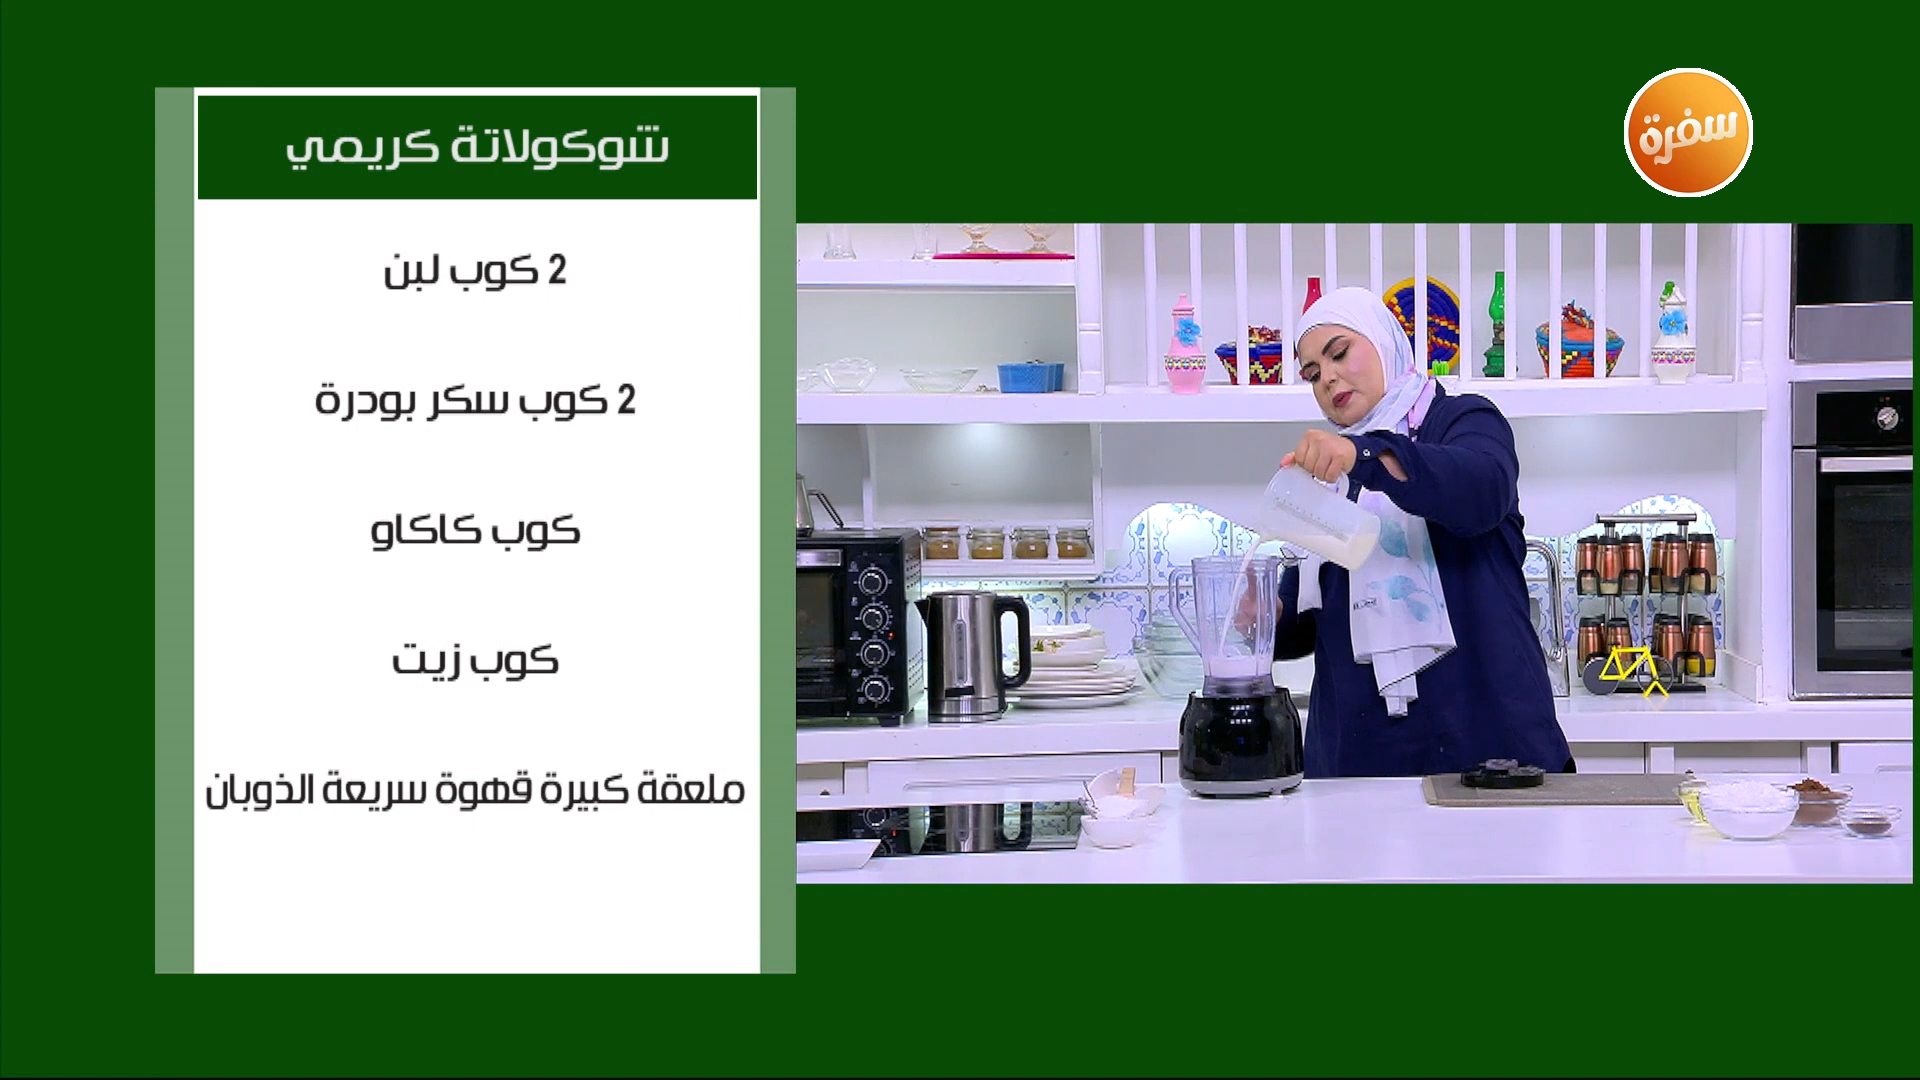 سفرة
شوكولاتة كريمي
2 كوب لبن
2 كوب سكر بودرة
كوب كاكاو
كوب زيت
ملعقة كبيرة قهوة سريعة الذوبان